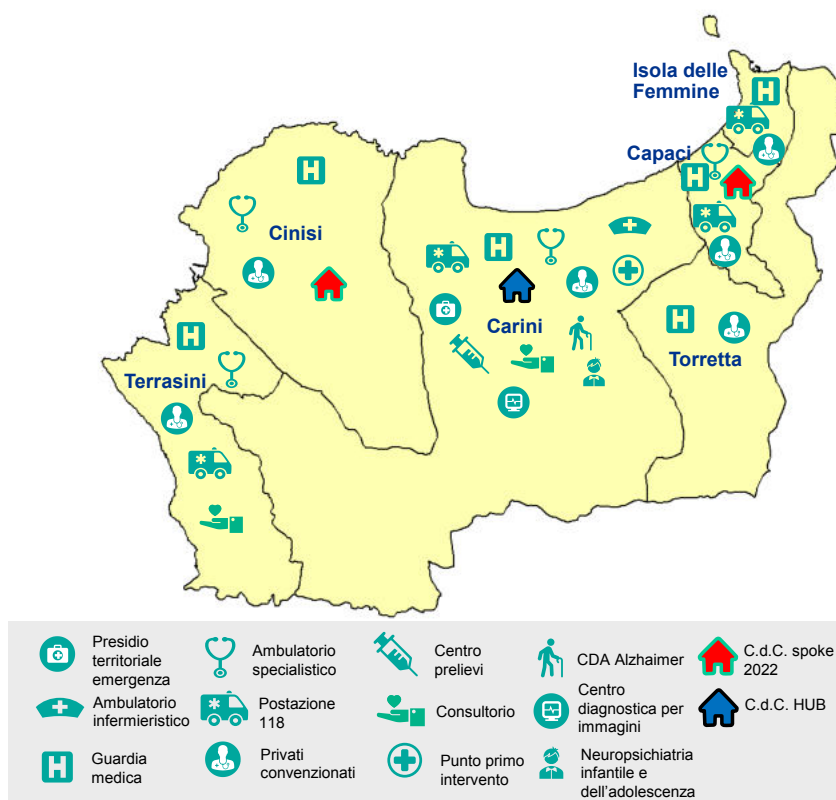 Isola delle
Femmine
Capaci
Cinisi
Carini
Terrasini
Torretta
Presidio
territoriale
emergenza
Ambulatorio
specialistico
Centro
prelievi
CDA Alzhaimer
C.d.C. spoke
2022
Ambulatorio
infermieristico
Postazione
118
Consultorio
Centro
diagnostica per
immagini
C.d.C. HUB
Guardia
medica
Privati
convenzionati
Punto primo
intervento
Neuropsichiatria
infantile e
dell'adolescenza